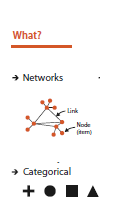 What?
→ Networks
Link
Node
(item)
→ Categorical